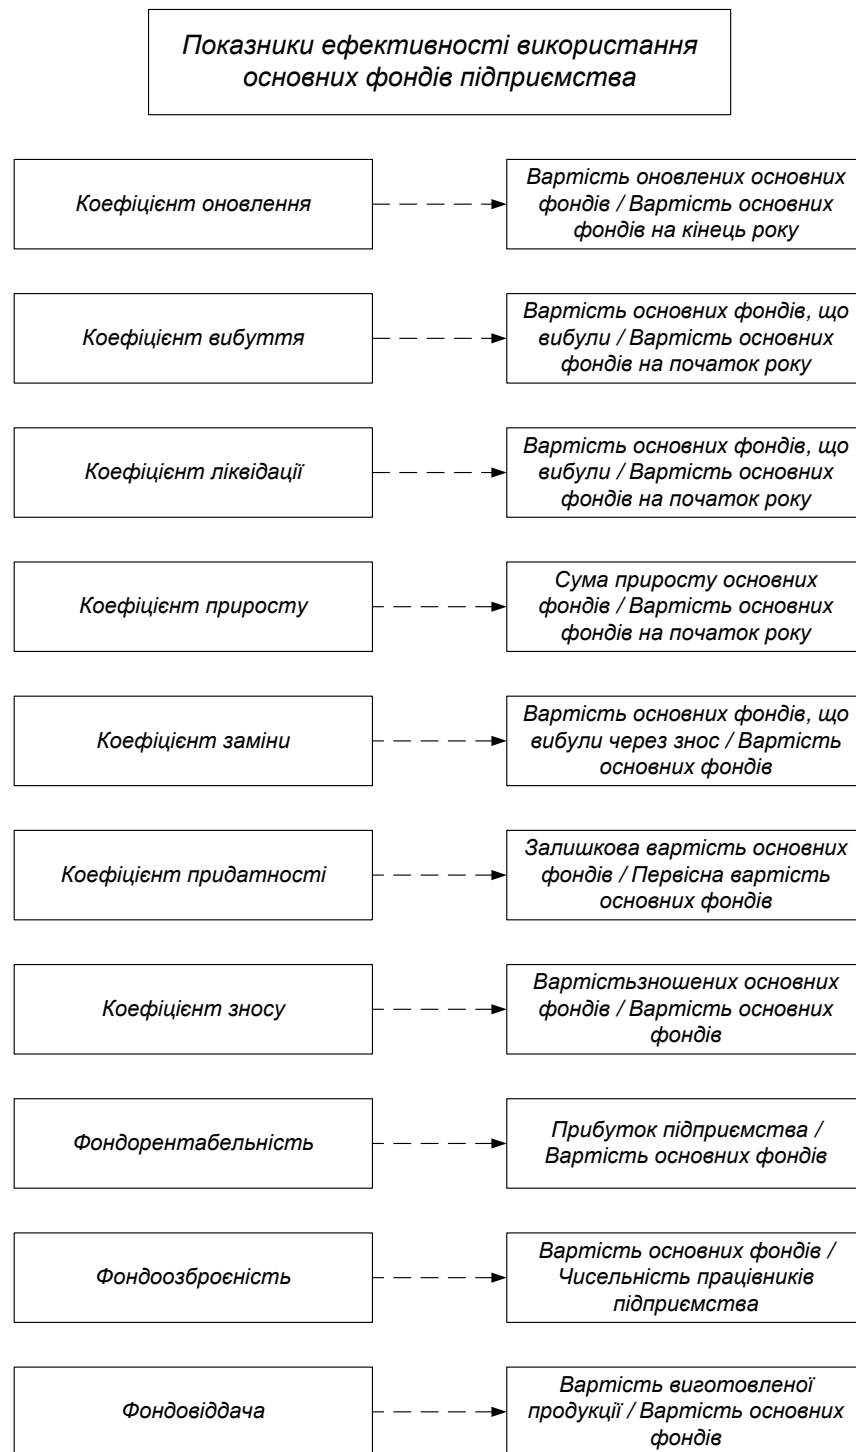 Показники ефективності використання
основних фондів підприємства
Коефіцієнт оновлення
Вартість оновлених основних
фондів / Вартість основних
фондів на кінець року
Коефіцієнт вибуття
Вартість основних фондів, що
вибули / Вартість основних
фондів на початок року
Коефіцієнт ліквідації
Вартість основних фондів, що
вибули / Вартість основних
фондів на початок року
Коефіцієнт приросту
Сума приросту основних
фондів / Вартість основних
фондів на початок року
Коефіцієнт заміни
Вартість основних фондів, що
вибули через знос / Вартість
основних фондів
Коефіцієнт придатності
Залишкова вартість основних
фондів / Первісна вартість
основних фондів
Коефіцієнт зносу
Вартістьзношених основних
фондів / Вартість основних
фондів
Фондорентабельність
Прибуток підприємства /
Вартість основних фондів
Фондоозброєність
Вартість основних фондів /
Чисельність працівників
підприємства
Фондовіддача
Вартість виготовленої
продукції / Вартість основних
фондів